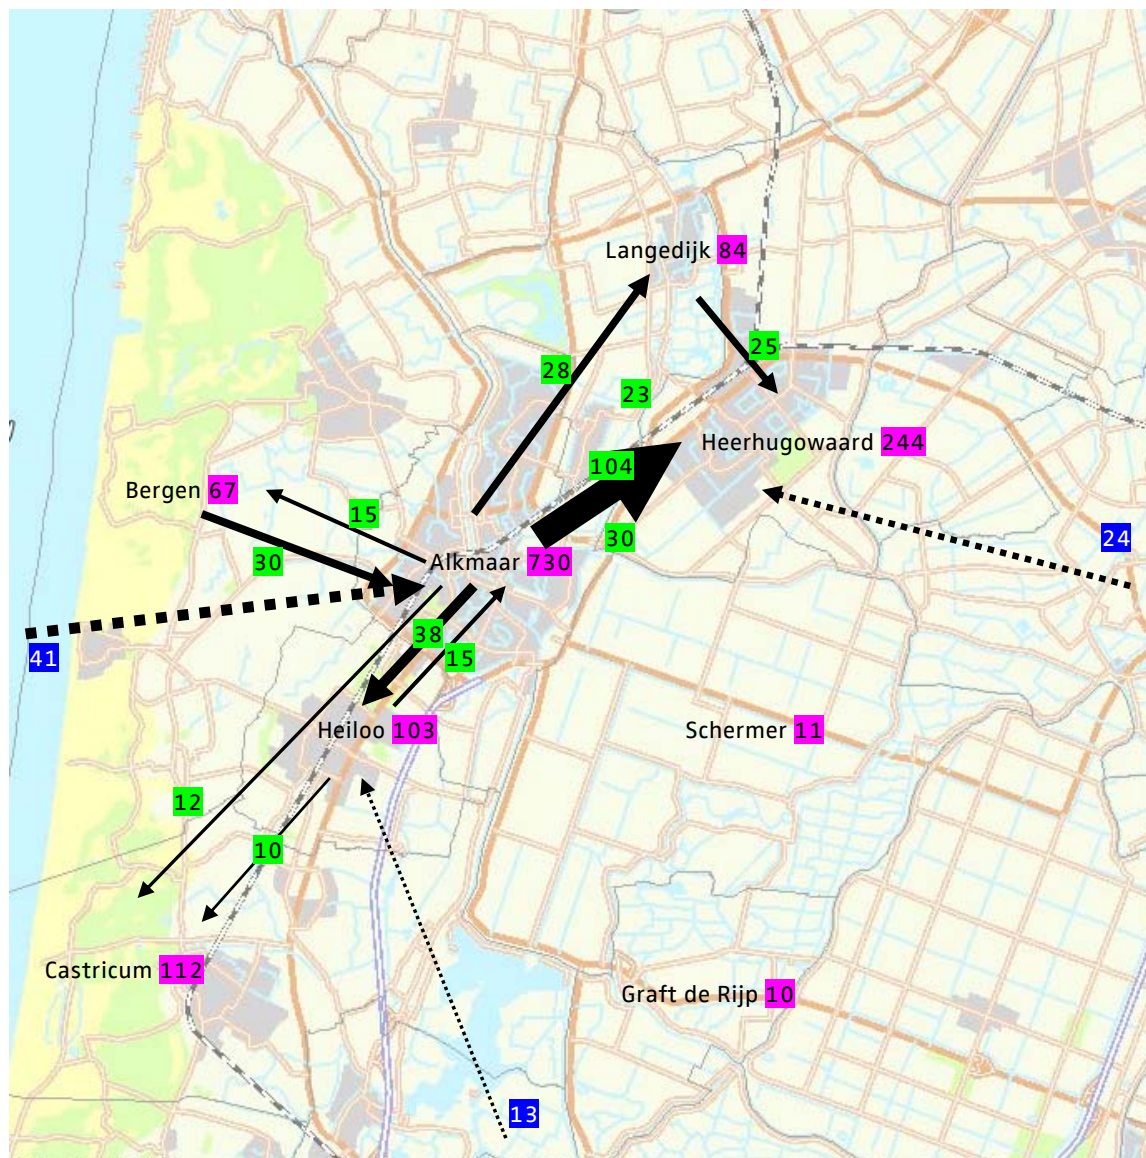 Langedijk 84
25
28
23
Heerhugowaard 244
104
Bergen 67
15
30
24
30
Alkmaar 730
38
41
15
Heiloo 103
Schermer 11
12
10
Castricum 112
Graft de Rijp 10
13